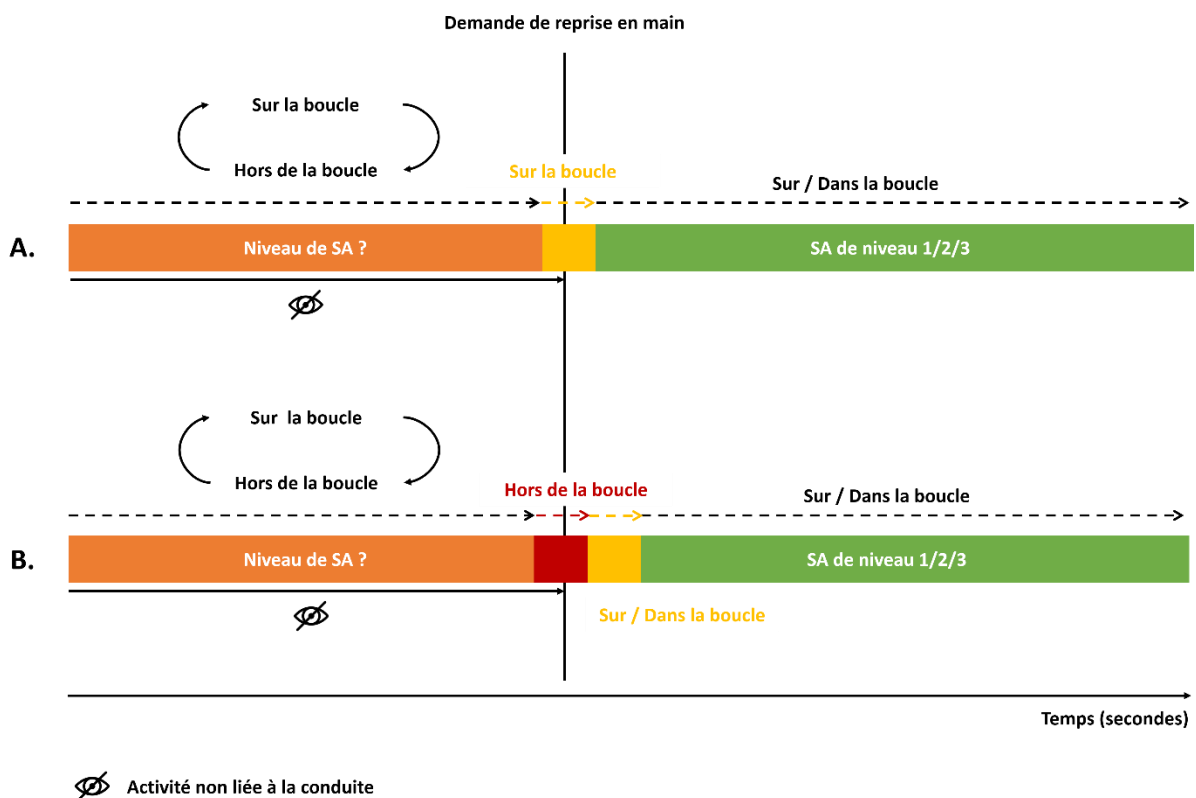 Demande de reprise en main
Sur la boucle
Hors de la boucle
Sur la boucle
Sur / Dans la boucle
A.
Niveau de SA ?
SA de niveau 1/2/3
Sur  la boucle
Hors de la boucle
Hors de la boucle
Sur / Dans la boucle
B.
Niveau de SA ?
SA de niveau 1/2/3
Sur / Dans la boucle
Temps (secondes)
Activité non liée à la conduite